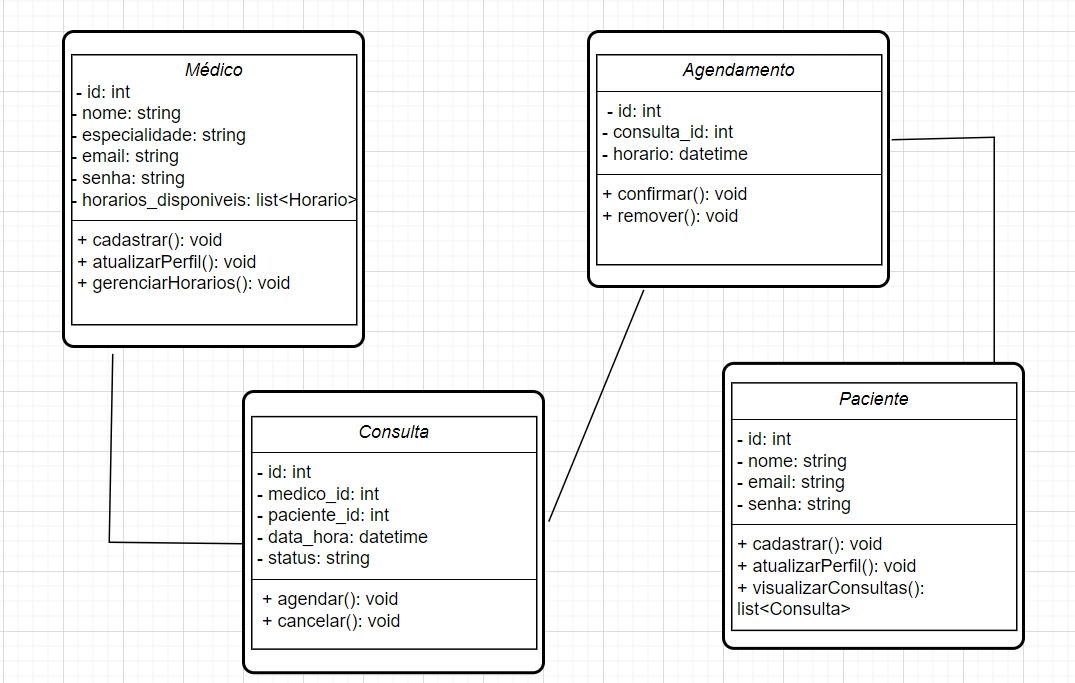 Médico
- id: int
- nome: string
- especialidade: string
- email: string
- senha: string
- horarios_disponiveis: list<Horario>
+ cadastrar(): void
+ atualizarPerfil(): void
+ gerenciarHorarios(): void
Agendamento
- id: int
- consulta_id: int
- horario: datetime
+ confirmar(): void
+ remover(): void
Consulta
- id: int
- medico_id: int
- paciente_id: int
- data_hora: datetime
- status: string
+ agendar(): void
+ cancelar(): void
Paciente
- id: int
- nome: string
- email: string
- senha: string
+ cadastrar(): void
+ atualizarPerfil(): void
+ visualizarConsultas():
list<Consulta>